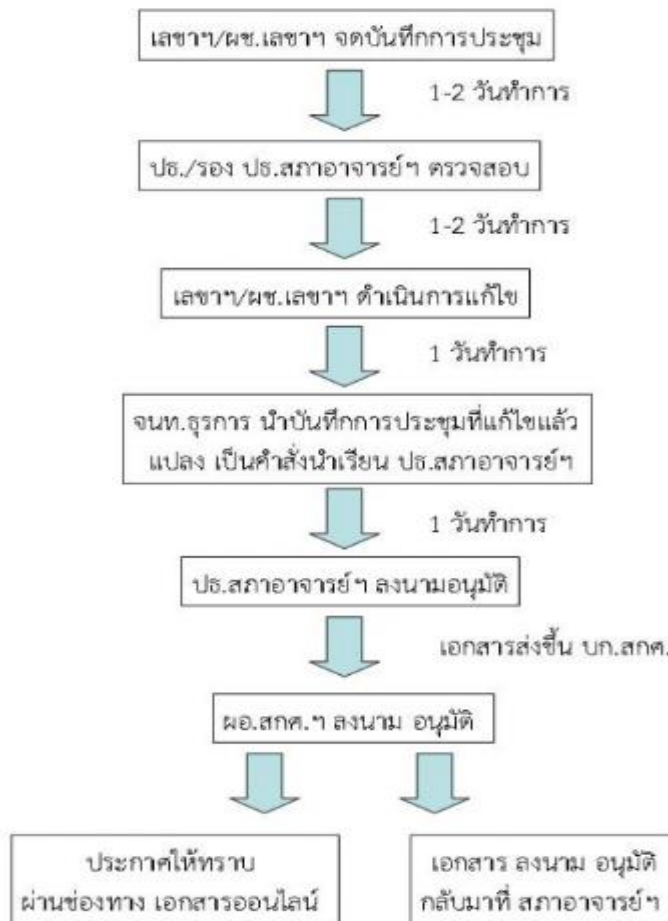 เลขาฯ/ผช.เลขาฯ จดบันทึกการประชุม
1-2 วันทำการ
ปธ./รอง ปธ.สภาอาจารย์ฯ ตรวจสอบ
1-2 วันทำการ
เลขาฯ/ผช.เลขาฯ ดำเนินการแก้ไข
1 วันทำการ
จนท.ธุรการ นำบันทึกการประชุมที่แก้ไขแล้ว
แปลง เป็นคำสั่งนำเรียน ปธ.สภาอาจารย์ฯ
1 วันทำการ
ปธ.สภาอาจารย์ฯ ลงนามอนุมัติ
เอกสารส่งขึ้น บก.สกศ.
ผอ.สกศ.ฯ ลงนาม อนุมัติ
ประกาศให้ทราบ
ผ่านช่องทาง เอกสารออนไลน์
เอกสาร ลงนาม อนุมัติ
กลับมาที่ สภาอาจารย์ฯ